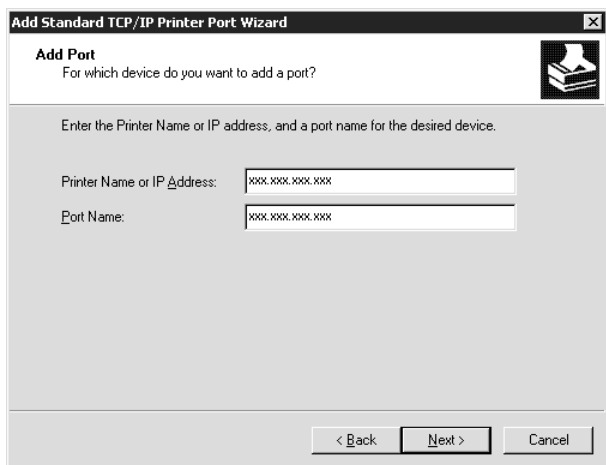 Add Standard TCP/IP Printer Port Wizard
Add Port
For which device do you want to add a port?
Enter the Printer Name or IP address, and a port name for the desired device.
Printer Name or IP Address: xxx.xxx.xxx.xxx
Port Name: xxx.xxx.xxx.xxx
< Back Next > Cancel